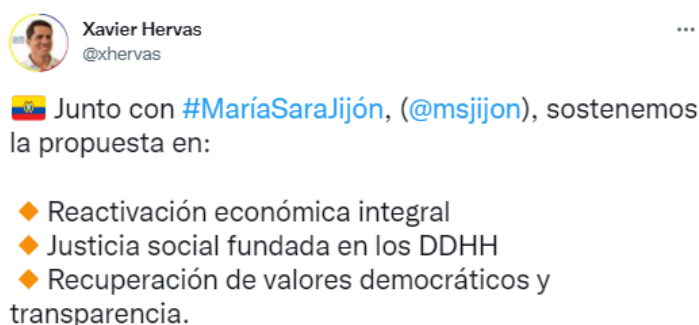 Xavier Hervas
@xhervas
Junto con #MaríaSaraJijón, (@msjijon), sostenemos
la propuesta en:
Reactivación económica integral
Justicia social fundada en los DDHH
Recuperación de valores democráticos y
transparencia.